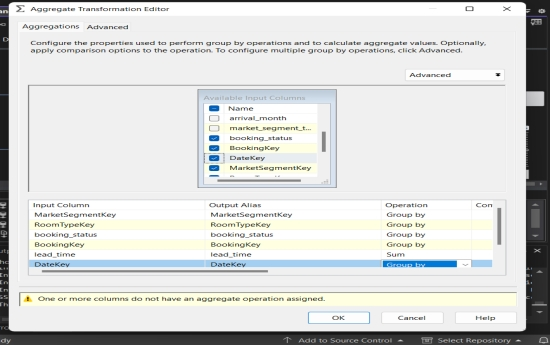 Aggregate Transformation Editor
Aggregations Advanced
Configure the properties used to perform group by operations and to calculate aggregate values. Optionally,
apply comparison options to the operation. To configure multiple group by operations, click Advanced.
Advanced
Available Input Columns
Name
arrival_month
market_segment_t...
booking_status
BookingKey
DateKey
MarketSegmentKey
Input Column Output Alias Operation Con
MarketSegmentKey MarketSegmentKey Group by
RoomTypeKey RoomTypeKey Group by
booking_status booking_status Group by
BookingKey BookingKey Group by
lead_time lead_time Sum
DateKey DateKey Group by
One or more columns do not have an aggregate operation assigned.
OK Cancel Help
dy Add to Source Control Select Repository